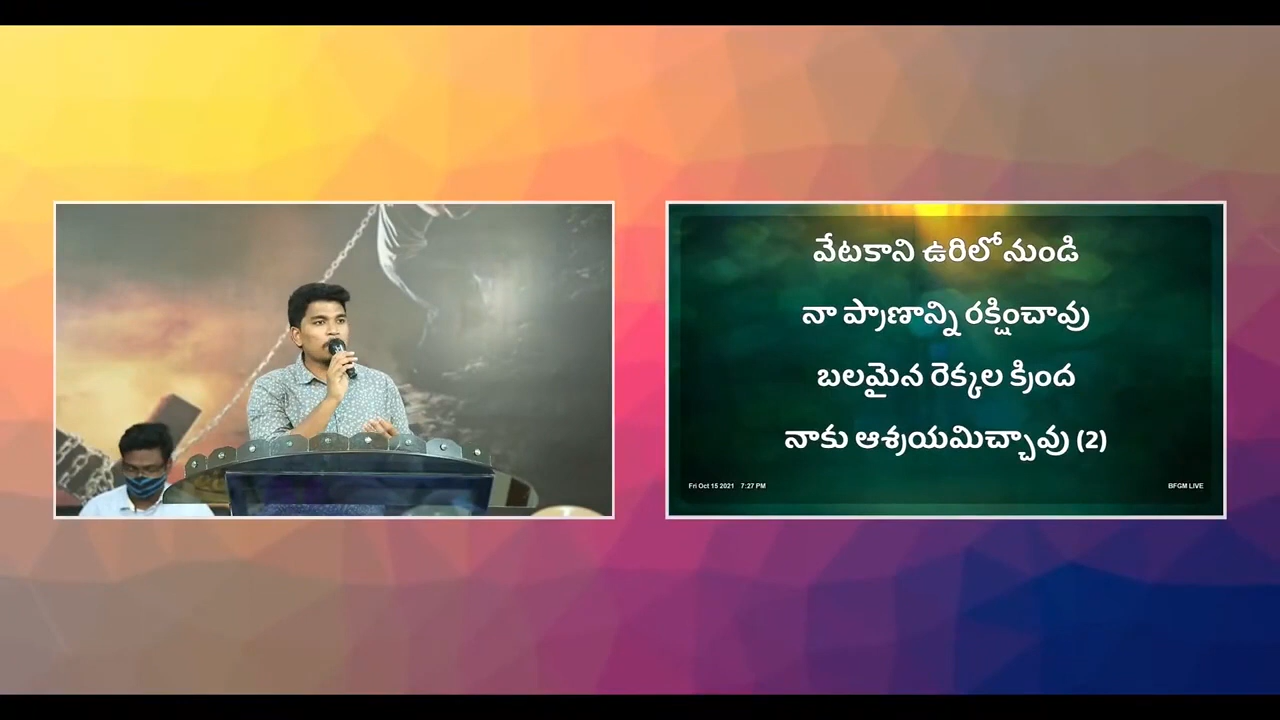 వేటకాని ఉరిలో నుండి
నా ప్రాణాన్ని రక్షించావు
బలమైన రెక్కల క్రింద
నాకు ఆశ్రయమిచ్చావు (2)
Fri Oct 15 2021 7:27 PM
BFGM LIVE